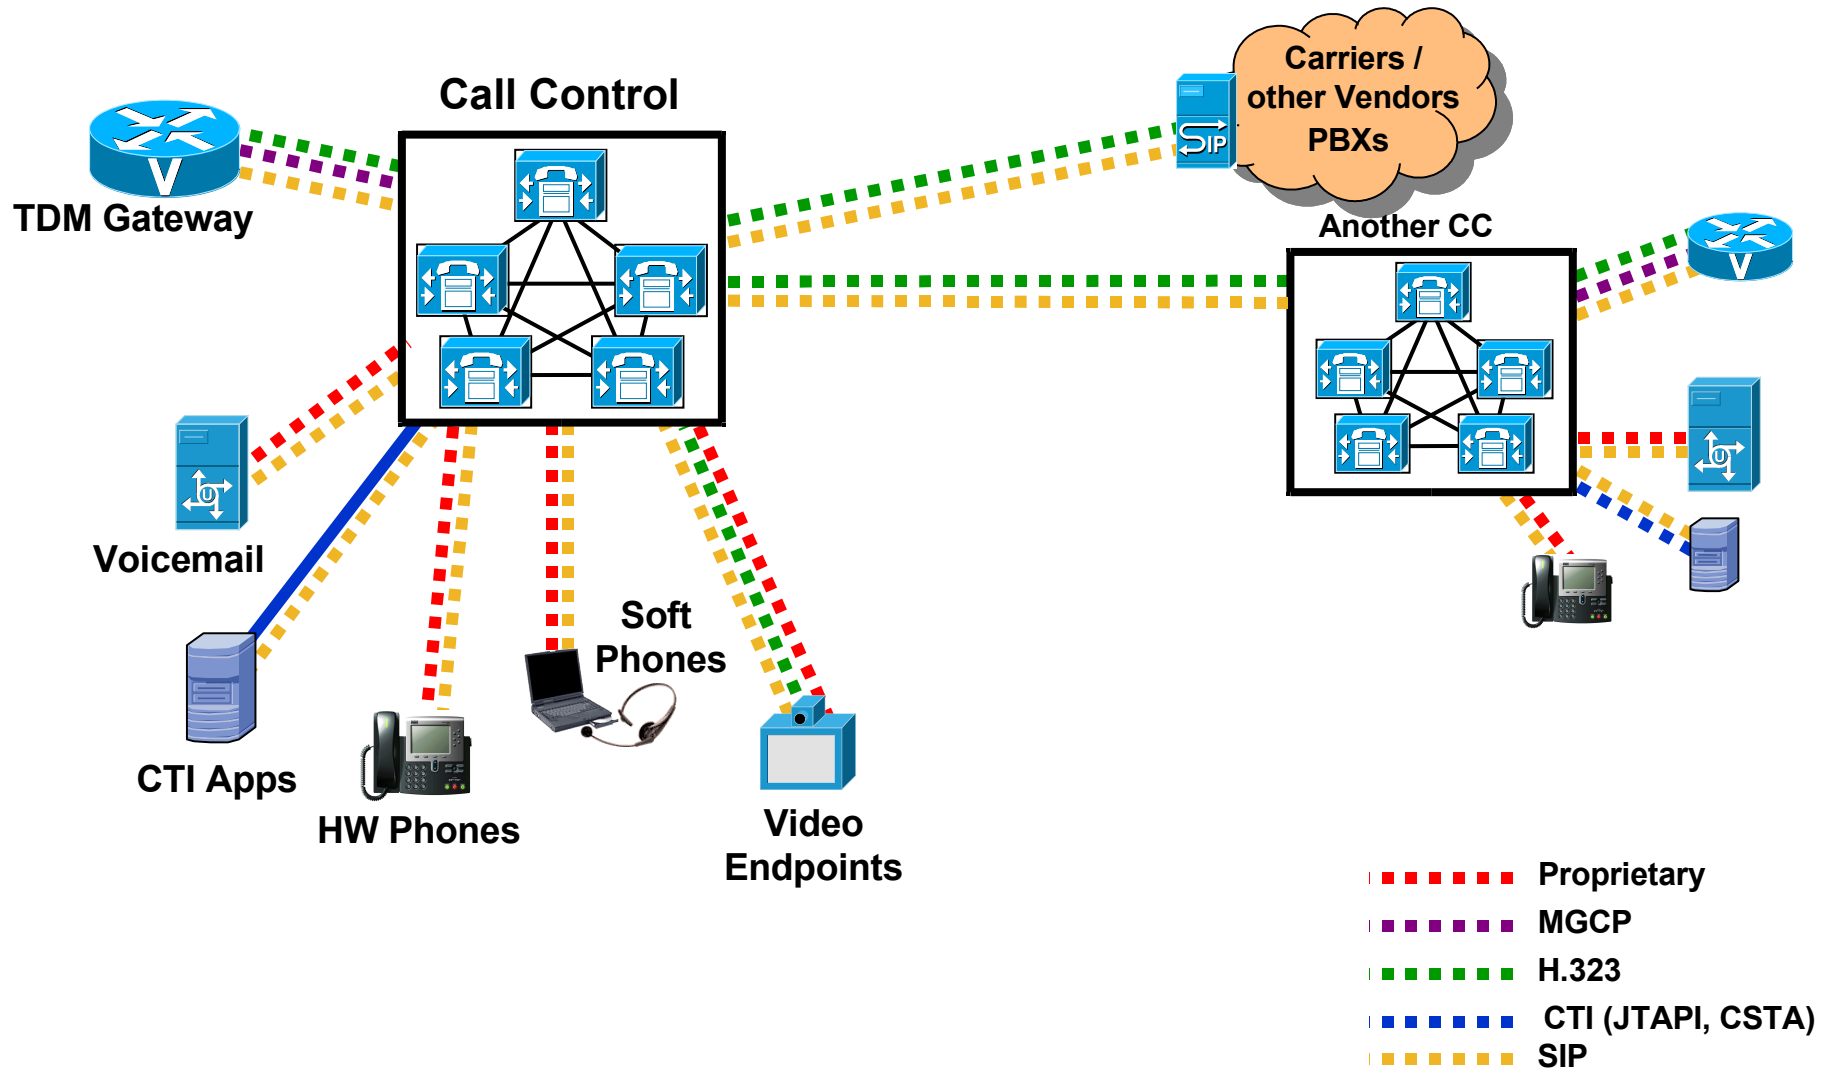 Carriers /
other Vendors
PBXs
SIP
Call Control
V
TDM Gateway
Another CC
V
U
Voicemail
U
Soft
Phones
CTI Apps
HW Phones
Video
Endpoints
Proprietary
MGCP
H.323
CTI (JTAPI, CSTA)
SIP